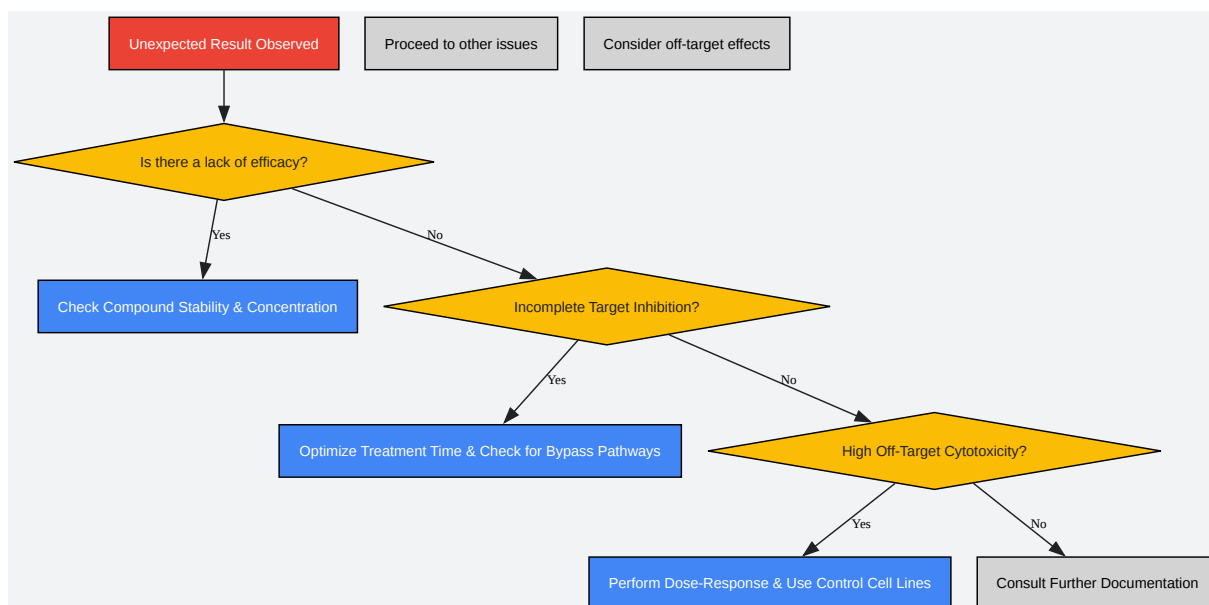 Unexpected Result Observed
Proceed to other issues
Consider off-target effects
Is there a lack of efficacy?
Yes
No
Check Compound Stability & Concentration
Incomplete Target Inhibition?
Yes
No
Optimize Treatment Time & Check for Bypass Pathways
High Off-Target Cytotoxicity?
Yes
No
Perform Dose-Response & Use Control Cell Lines
Consult Further Documentation